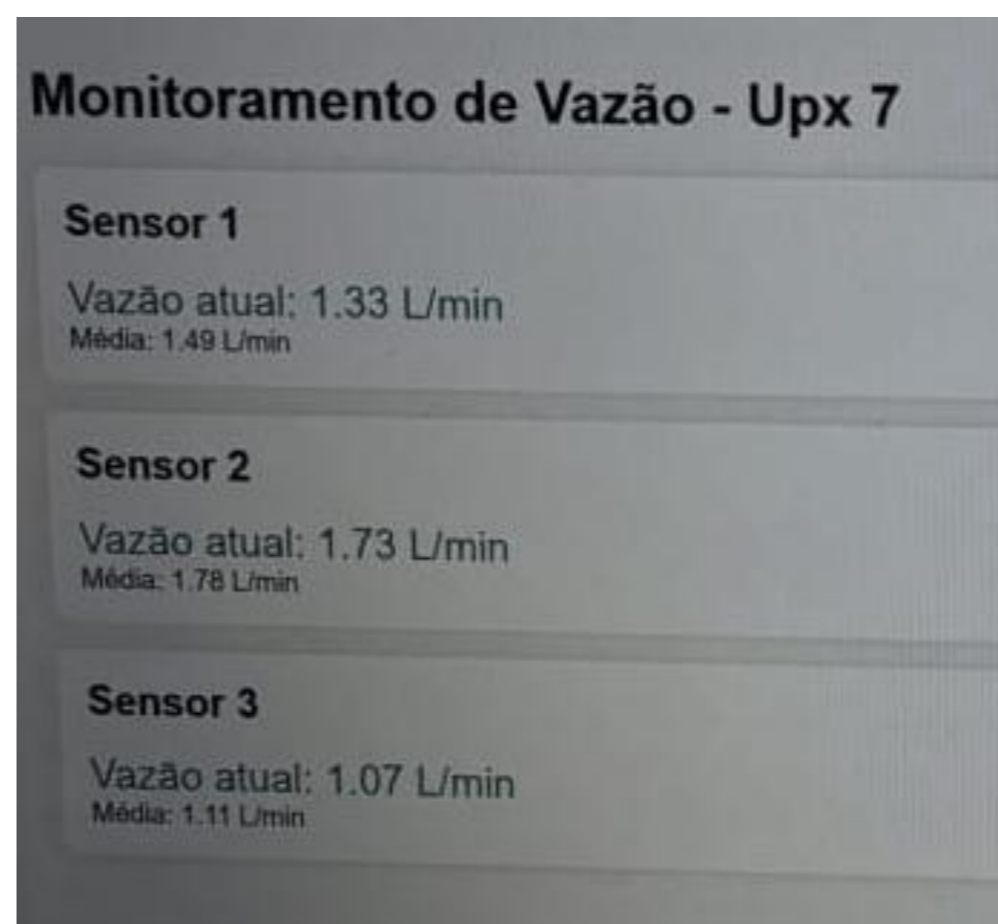 Monitoramento de Vazão - Upx 7
Sensor 1
Vazão atual: 1.33 L/min
Média: 1.49 L/min
Sensor 2
Vazão atual: 1.73 L/min
Média: 1.78 L/min
Sensor 3
Vazão atual: 1.07 L/min
Média: 1.11 L/min